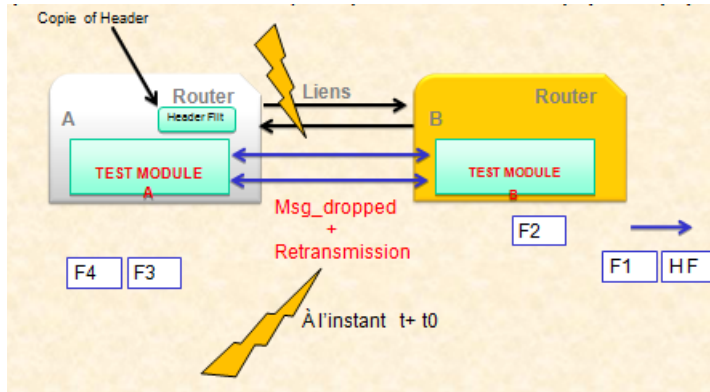 Copie of Header
Router
Liens
Router
A
Header Flit
B
TEST MODULE
A
TEST MODULE
B
Msg_dropped
+
Retransmission
F2
F4
F3
F1
HF
À l'instant t+ t0